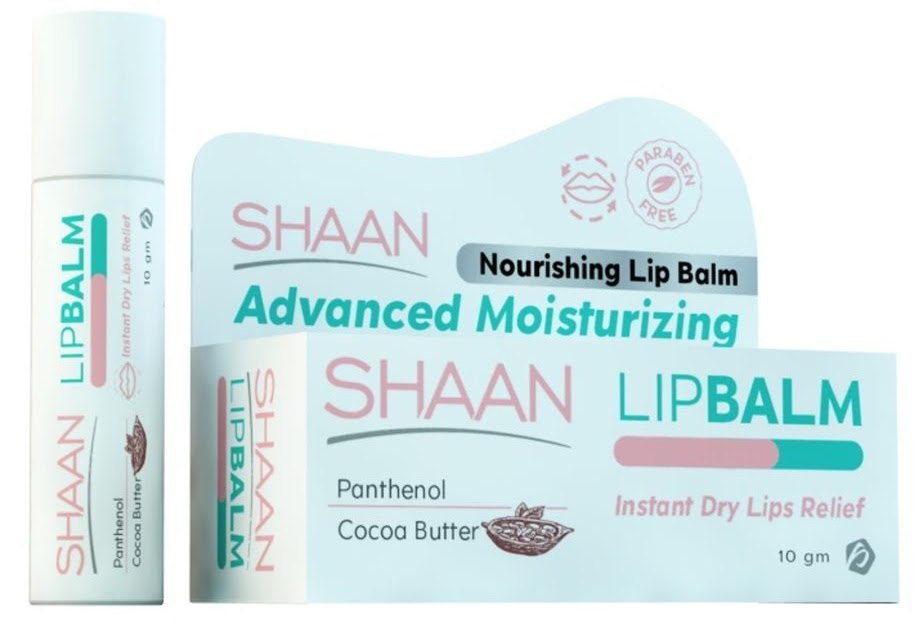 SHAAN LIPBALM
Panthenol
Cocoa Butter
Instant Dry Lips Relief
10 gm
PARABEN
FREE
SHAAN
Nourishing Lip Balm
Advanced Moisturizing
SHAAN
LIPBALM
SHAAN
LIPBALM
Panthenol
Cocoa Butter
Instant Dry Lips Relief
10 gm